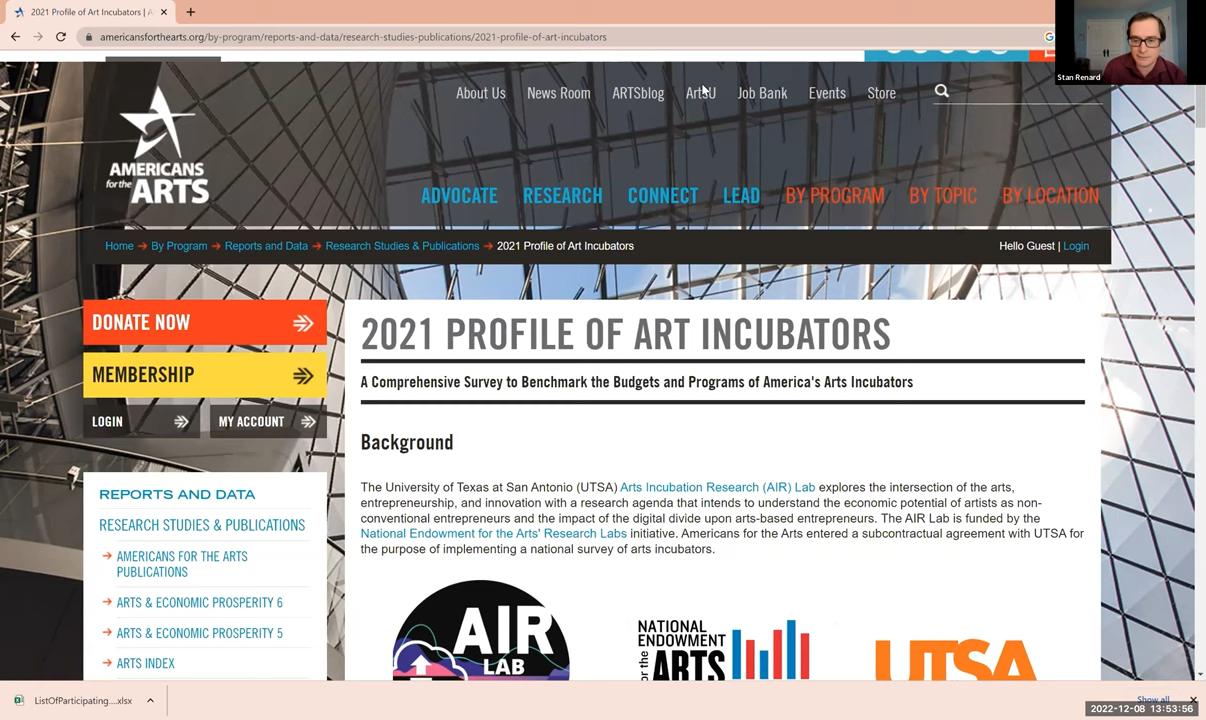 2021 Profile of Art Incubators | A
americansforthearts.org/by-program/reports-and-data/research-studies-publications/2021-profile-of-art-incubators
Stan Renard
About Us News Room ARTSblog ArtsU Job Bank Events Store
AMERICANS
for the ARTS
ADVOCATE RESEARCH CONNECT LEAD BY PROGRAM BY TOPIC BY LOCATION
Home → By Program → Reports and Data → Research Studies & Publications → 2021 Profile of Art Incubators
Hello Guest | Login
DONATE NOW
MEMBERSHIP
LOGIN
MY ACCOUNT
REPORTS AND DATA
RESEARCH STUDIES & PUBLICATIONS
AMERICANS FOR THE ARTS
PUBLICATIONS
ARTS & ECONOMIC PROSPERITY 6
ARTS & ECONOMIC PROSPERITY 5
ARTS INDEX
2021 PROFILE OF ART INCUBATORS
A Comprehensive Survey to Benchmark the Budgets and Programs of America's Arts Incubators
Background
The University of Texas at San Antonio (UTSA) Arts Incubation Research (AIR) Lab explores the intersection of the arts,
entrepreneurship, and innovation with a research agenda that intends to understand the economic potential of artists as non-
conventional entrepreneurs and the impact of the digital divide upon arts-based entrepreneurs. The AIR Lab is funded by the
National Endowment for the Arts' Research Labs initiative. Americans for the Arts entered a subcontractual agreement with UTSA for
the purpose of implementing a national survey of arts incubators.
AIR
LAB
NATIONAL
ENDOWMENT
for the ARTS
UTSA
ListOfParticipating....xlsx
Show all
2022-12-08 13:53:56